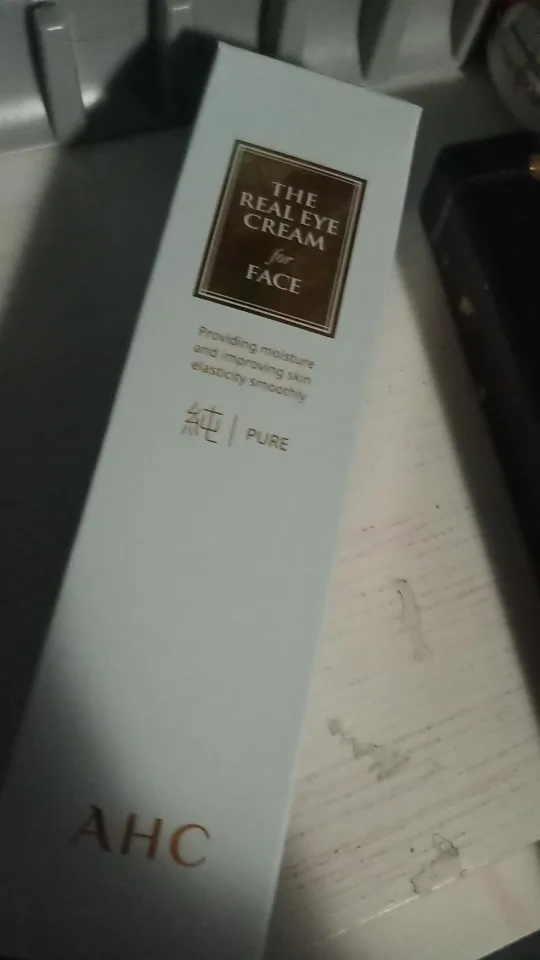 THE
REAL EYE
CREAM
for
FACE
Providing moisture
and improving skin
elasticity smoothly
純 | PURE
AHC